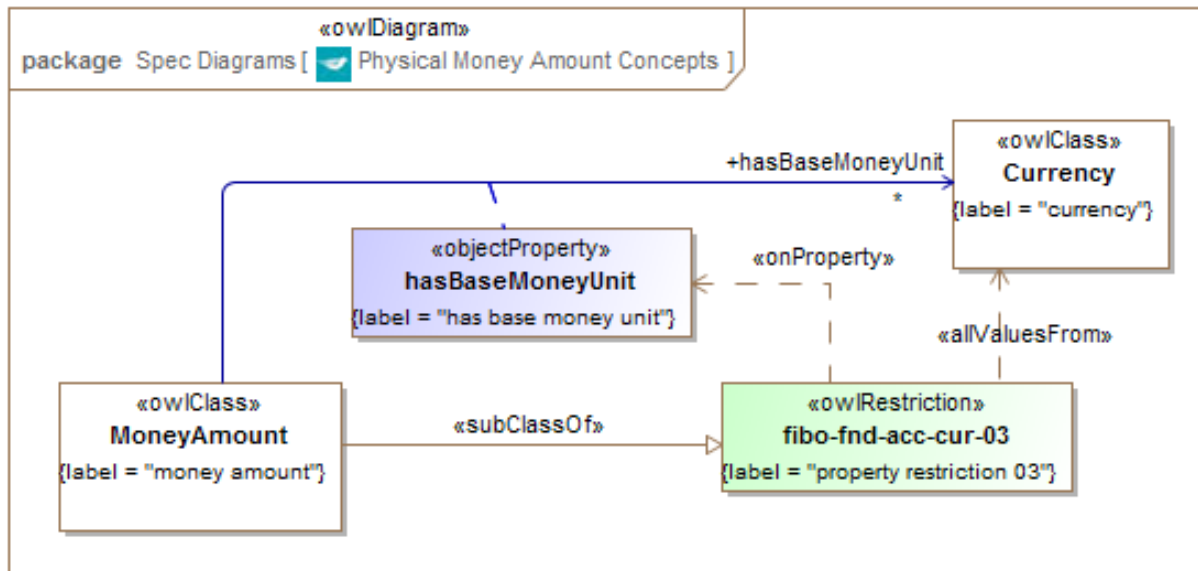 «owlDiagram»
package Spec Diagrams [ Physical Money Amount Concepts ]
+hasBaseMoneyUnit
*
«owlClass»
Currency
{label = "currency"}
«objectProperty»
hasBaseMoneyUnit
{label = "has base money unit"}
«onProperty»
«allValuesFrom»
«owlClass»
MoneyAmount
{label = "money amount"}
«subClassOf»
«owlRestriction»
fibo-fnd-acc-cur-03
{label = "property restriction 03"}